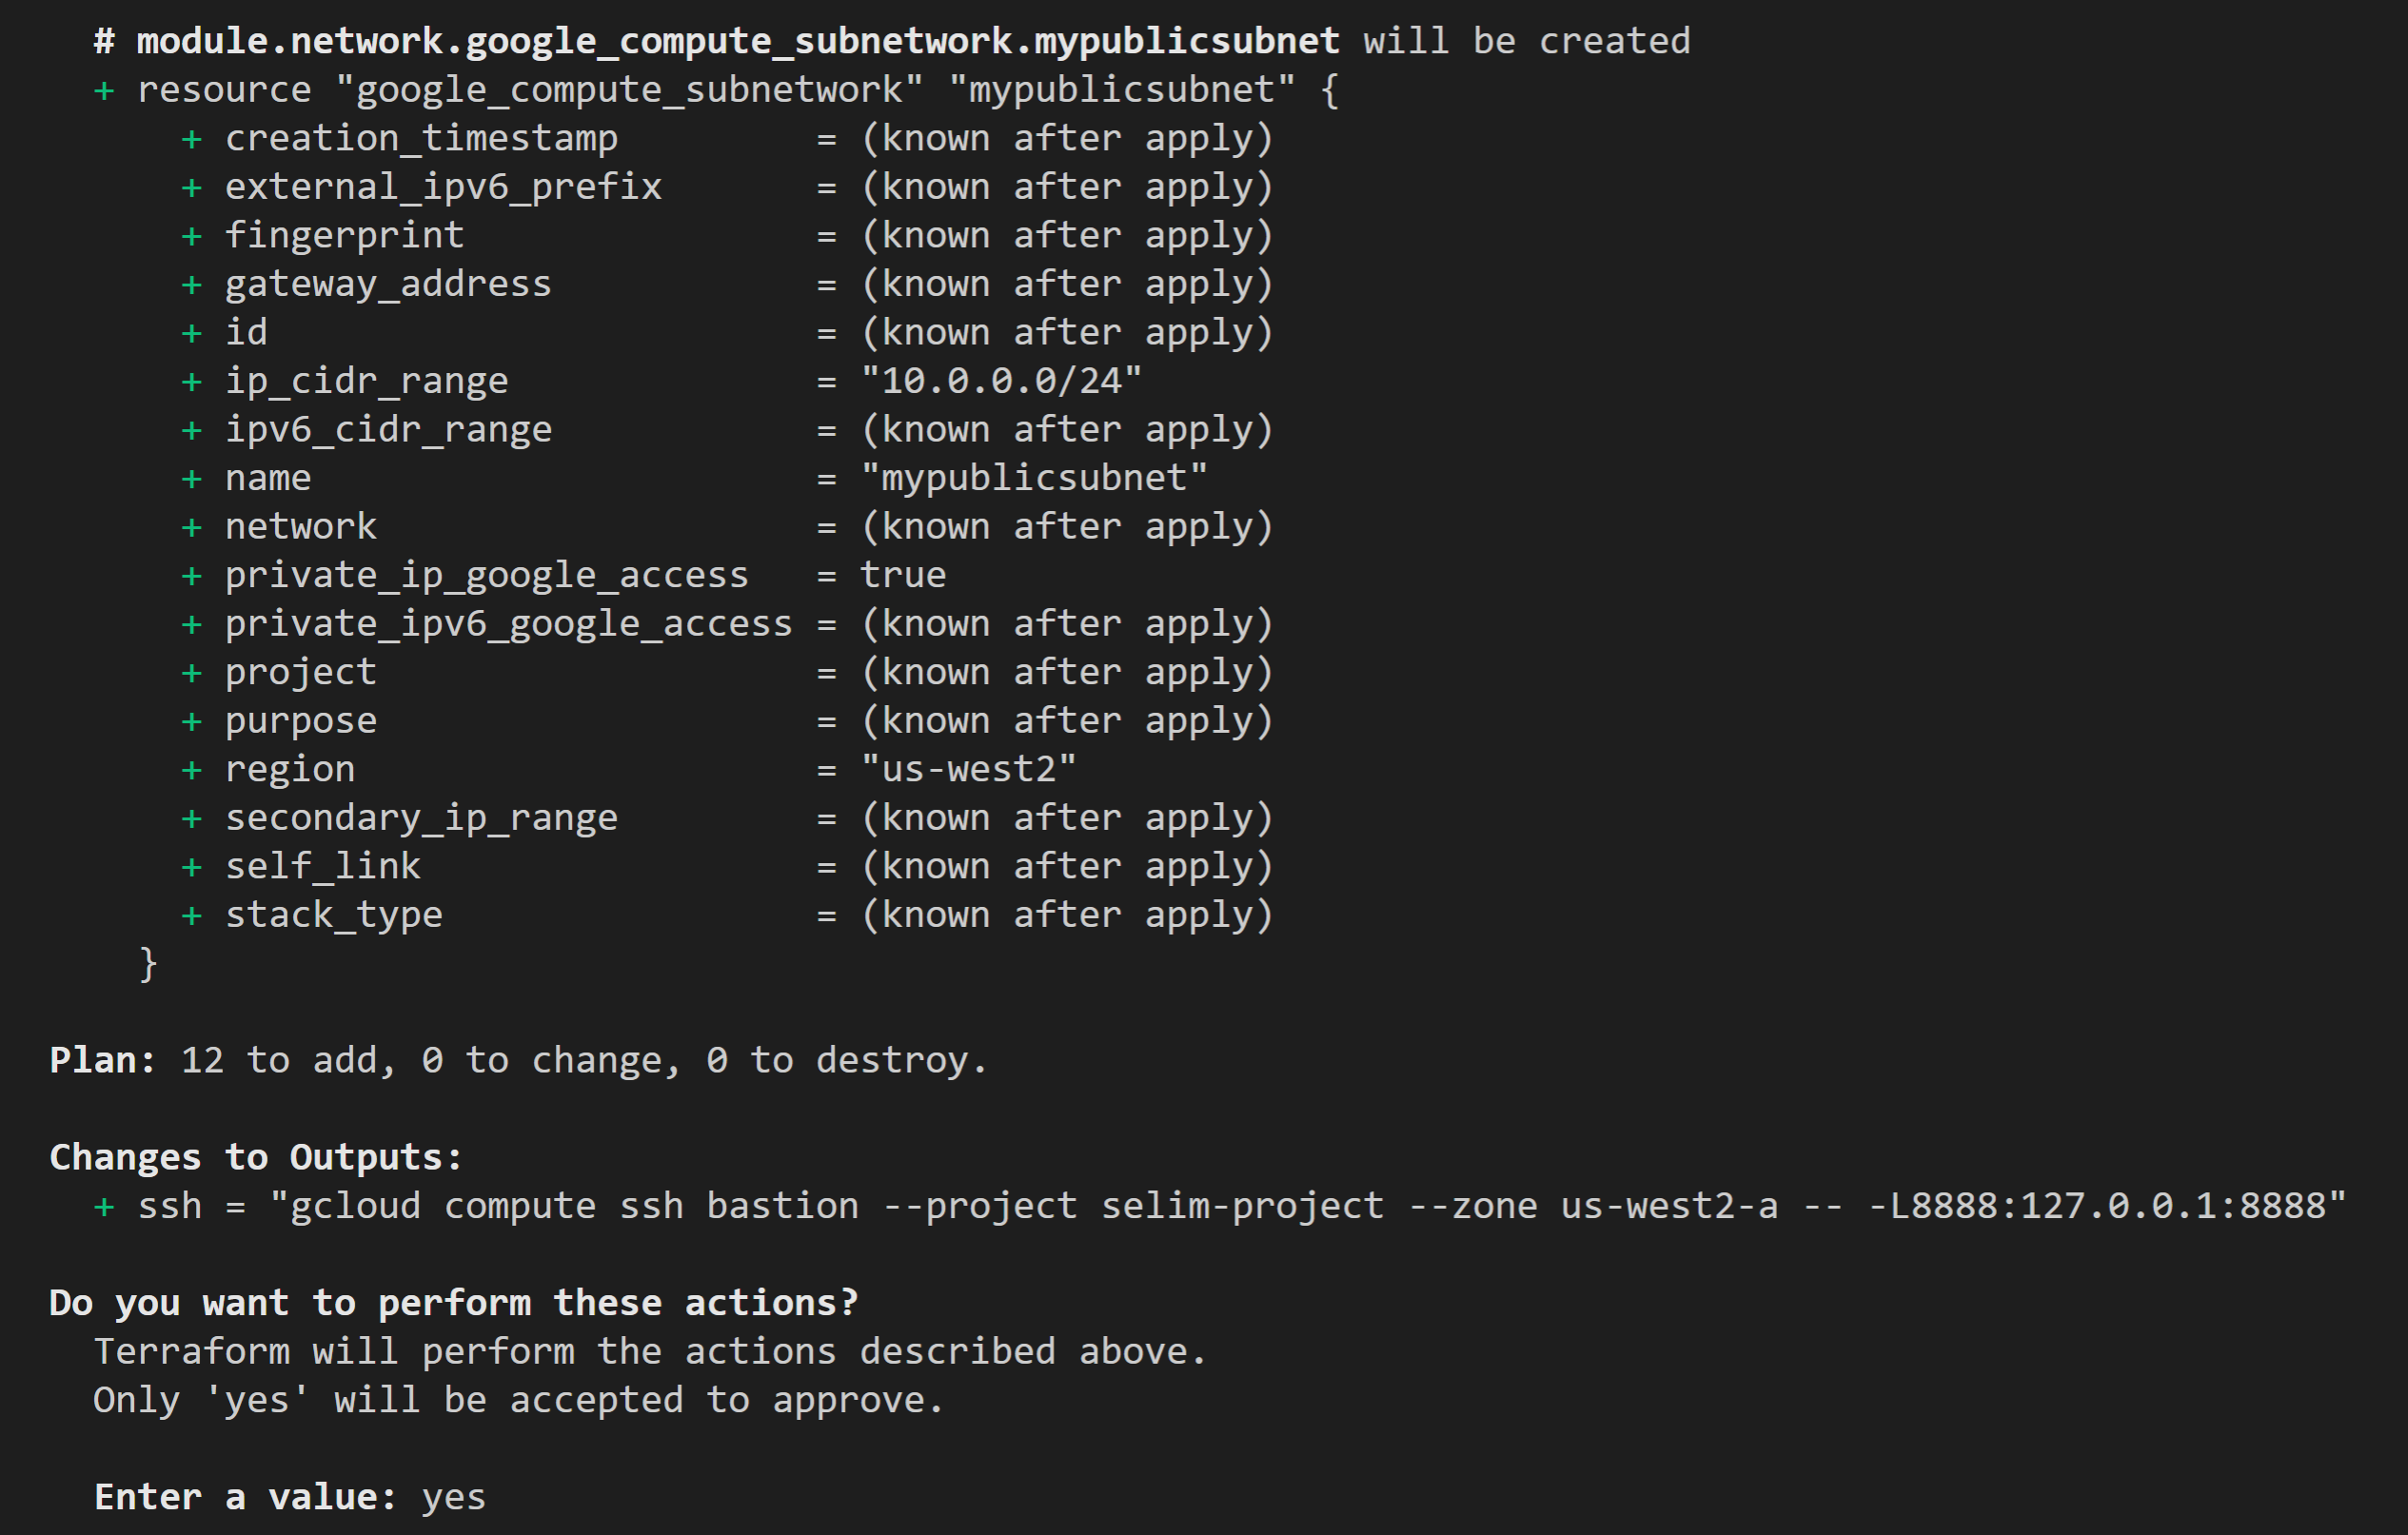 # module.network.google_compute_subnetwork.mypublicsubnet will be created
+ resource "google_compute_subnetwork" "mypublicsubnet" {
+ creation_timestamp = (known after apply)
+ external_ipv6_prefix = (known after apply)
+ fingerprint = (known after apply)
+ gateway_address = (known after apply)
+ id = (known after apply)
+ ip_cidr_range = "10.0.0.0/24"
+ ipv6_cidr_range = (known after apply)
+ name = "mypublicsubnet"
+ network = (known after apply)
+ private_ip_google_access = true
+ private_ipv6_google_access = (known after apply)
+ project = (known after apply)
+ purpose = (known after apply)
+ region = "us-west2"
+ secondary_ip_range = (known after apply)
+ self_link = (known after apply)
+ stack_type = (known after apply)
}
Plan: 12 to add, 0 to change, 0 to destroy.
Changes to Outputs:
+ ssh = "gcloud compute ssh bastion --project selim-project --zone us-west2-a -- -L8888:127.0.0.1:8888"
Do you want to perform these actions?
Terraform will perform the actions described above.
Only 'yes' will be accepted to approve.
Enter a value: yes